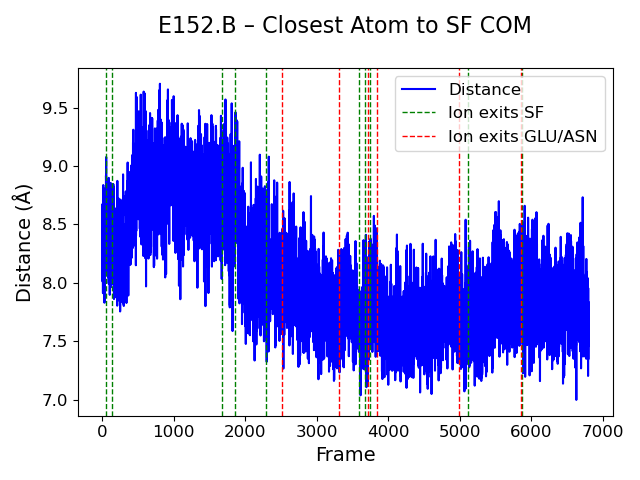 E152.B – Closest Atom to SF COM
Distance
Ion exits SF
Ion exits GLU/ASN
Distance (Å)
9.5
9.0
8.5
8.0
7.5
7.0
0 1000 2000 3000 4000 5000 6000 7000
Frame